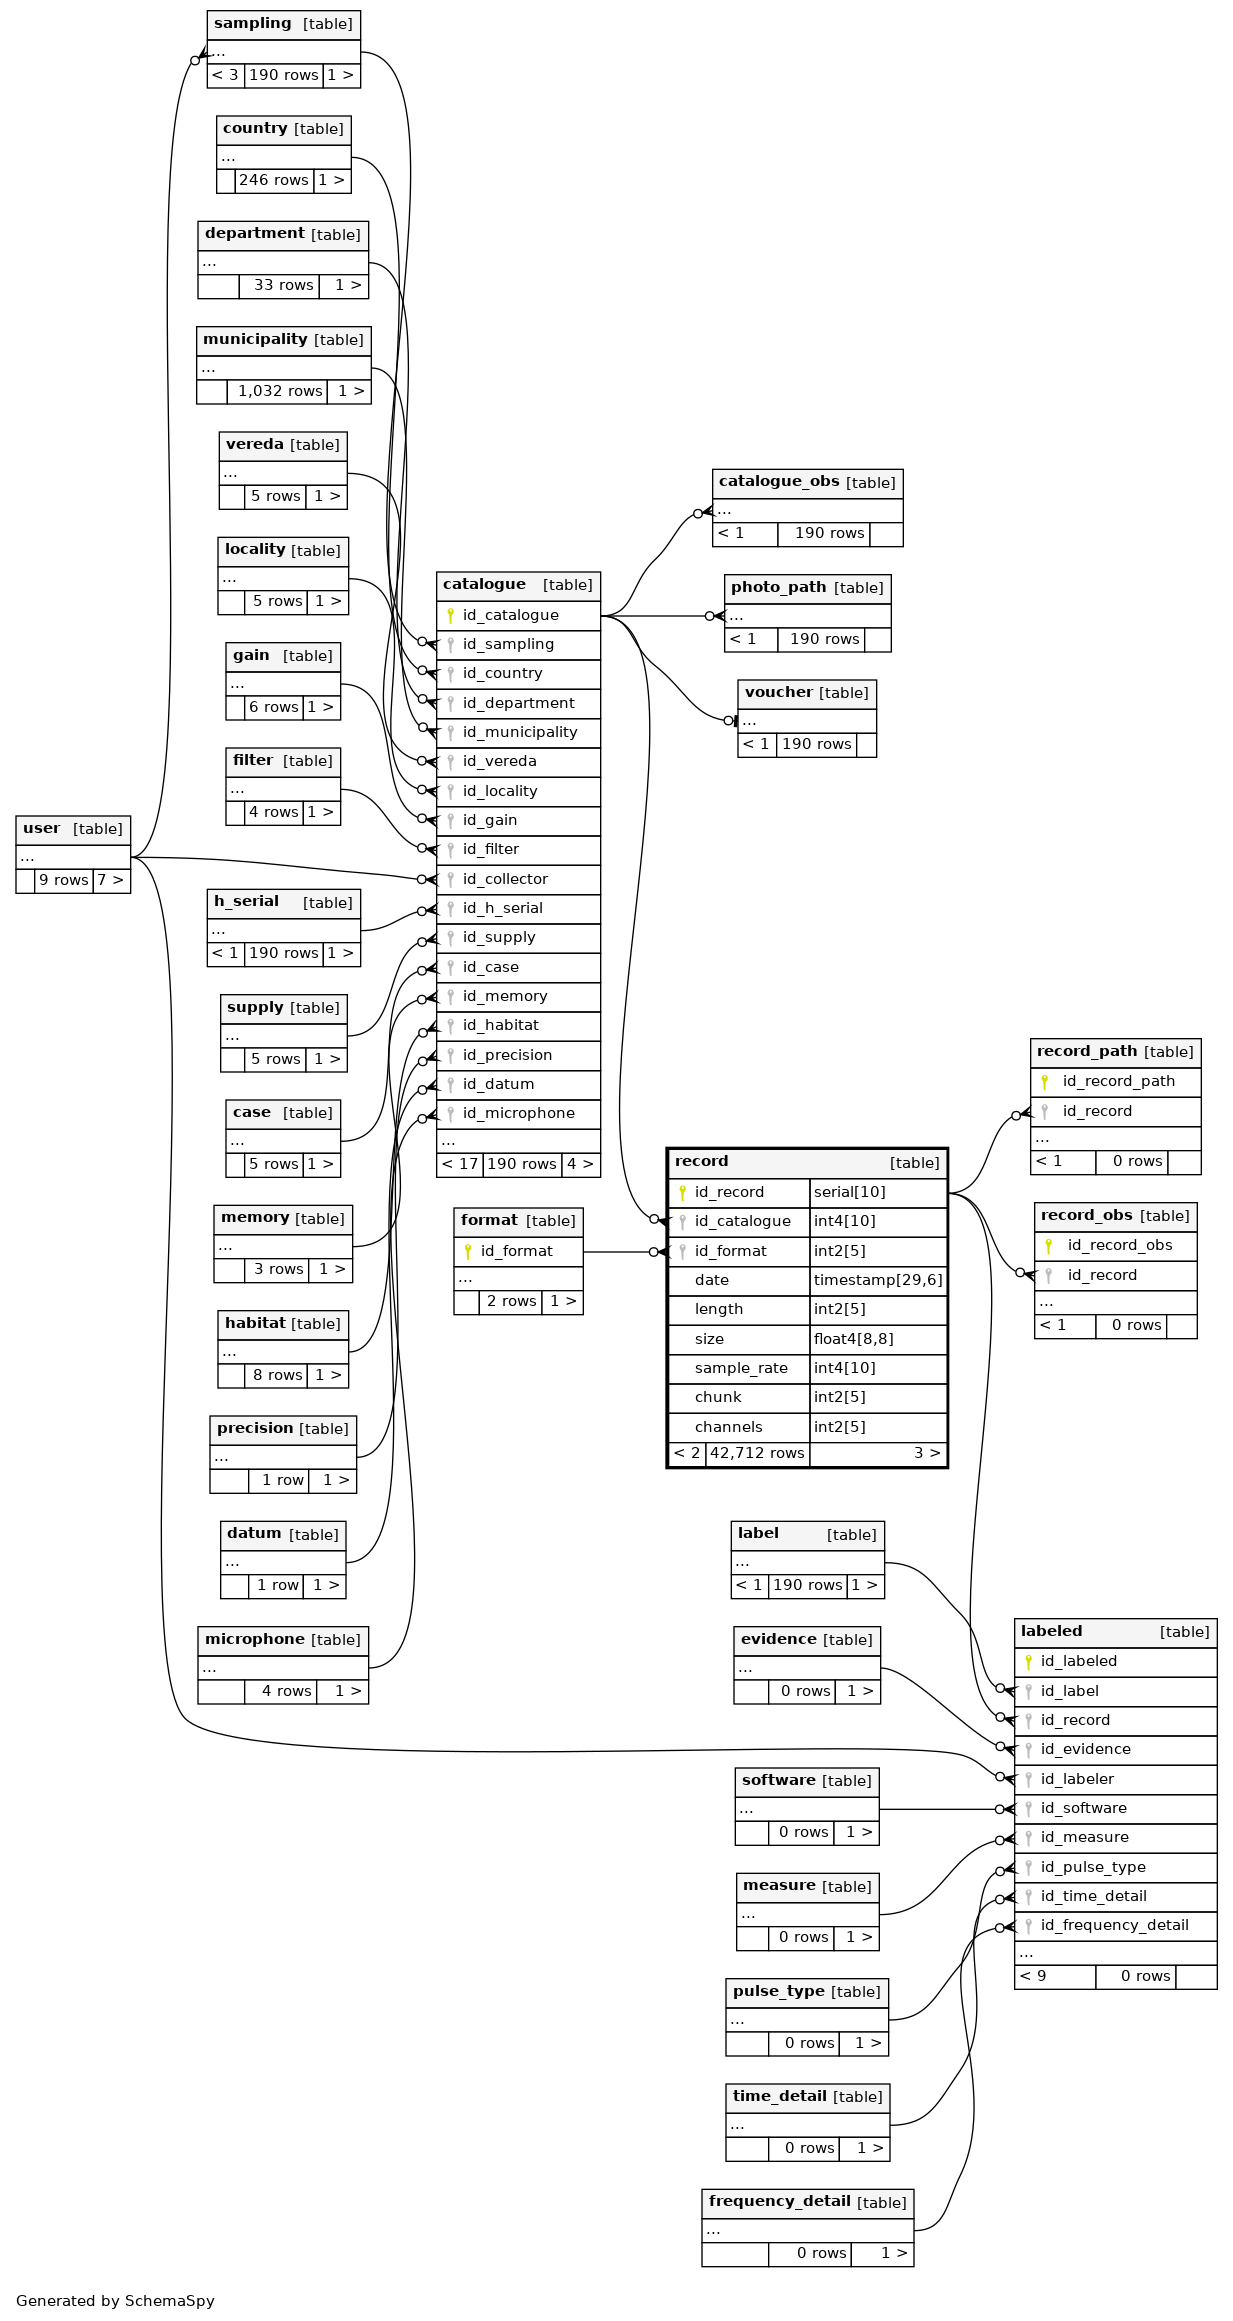 sampling [table]
...
< 3 190 rows 1 >
country [table]
...
246 rows 1 >
department [table]
...
33 rows 1 >
municipality [table]
...
1,032 rows 1 >
vereda [table]
...
5 rows 1 >
locality [table]
...
5 rows 1 >
gain [table]
...
6 rows 1 >
filter [table]
...
4 rows 1 >
user [table]
...
9 rows 7 >
h_serial [table]
...
< 1 190 rows 1 >
supply [table]
...
5 rows 1 >
case [table]
...
5 rows 1 >
memory [table]
...
3 rows 1 >
habitat [table]
...
8 rows 1 >
precision [table]
...
1 row 1 >
datum [table]
...
1 row 1 >
microphone [table]
...
4 rows 1 >
catalogue [table]
id_catalogue
id_sampling
id_country
id_department
id_municipality
id_vereda
id_locality
id_gain
id_filter
id_collector
id_h_serial
id_supply
id_case
id_memory
id_habitat
id_precision
id_datum
id_microphone
...
< 17 190 rows 4 >
format [table]
id_format
...
2 rows 1 >
catalogue_obs [table]
...
< 1 190 rows
photo_path [table]
...
< 1 190 rows
voucher [table]
...
< 1 190 rows
record [table]
id_record serial[10]
id_catalogue int4[10]
id_format int2[5]
date timestamp[29,6]
length int2[5]
size float4[8,8]
sample_rate int4[10]
chunk int2[5]
channels int2[5]
< 2 42,712 rows 3 >
record_path [table]
id_record_path
id_record
...
< 1 0 rows
record_obs [table]
id_record_obs
id_record
...
< 1 0 rows
label [table]
...
< 1 190 rows 1 >
evidence [table]
...
0 rows 1 >
software [table]
...
0 rows 1 >
measure [table]
...
0 rows 1 >
pulse_type [table]
...
0 rows 1 >
time_detail [table]
...
0 rows 1 >
frequency_detail [table]
...
0 rows 1 >
labeled [table]
id_labeled
id_label
id_record
id_evidence
id_labeler
id_software
id_measure
id_pulse_type
id_time_detail
id_frequency_detail
...
< 9 0 rows
Generated by SchemaSpy